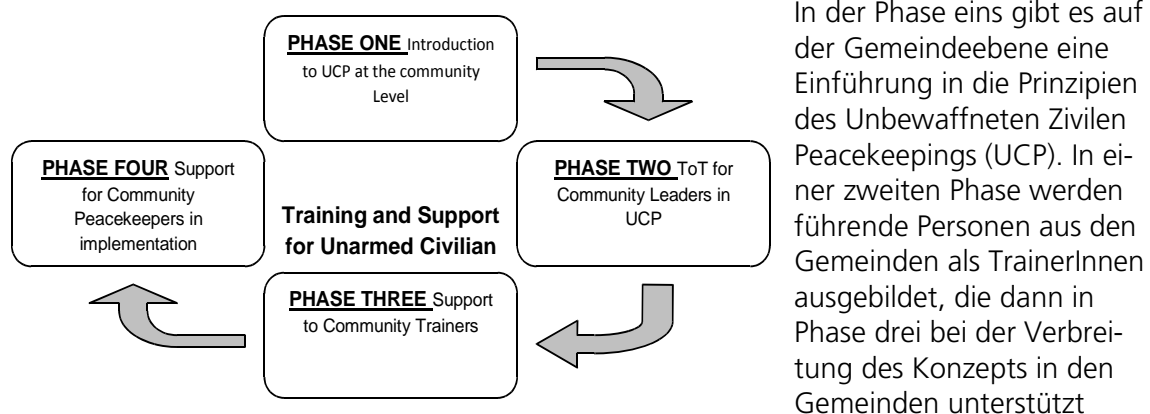 PHASE ONE Introduction
to UCP at the community
Level
PHASE TWO ToT for
Community Leaders in
UCP
PHASE THREE Support
to Community Trainers
PHASE FOUR Support
for Community
Peacekeepers in
implementation
Training and Support
for Unarmed Civilian
In der Phase eins gibt es auf
der Gemeindeebene eine
Einführung in die Prinzipien
des Unbewaffneten Zivilen
Peacekeepings (UCP). In ei-
ner zweiten Phase werden
führende Personen aus den
Gemeinden als TrainerInnen
ausgebildet, die dann in
Phase drei bei der Verbrei-
tung des Konzepts in den
Gemeinden unterstützt